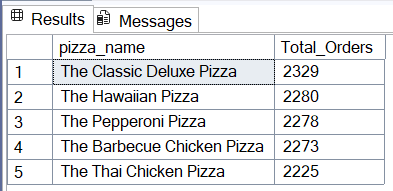 Results Messages
pizza_name Total_Orders
1 The Classic Deluxe Pizza 2329
2 The Hawaiian Pizza 2280
3 The Pepperoni Pizza 2278
4 The Barbecue Chicken Pizza 2273
5 The Thai Chicken Pizza 2225